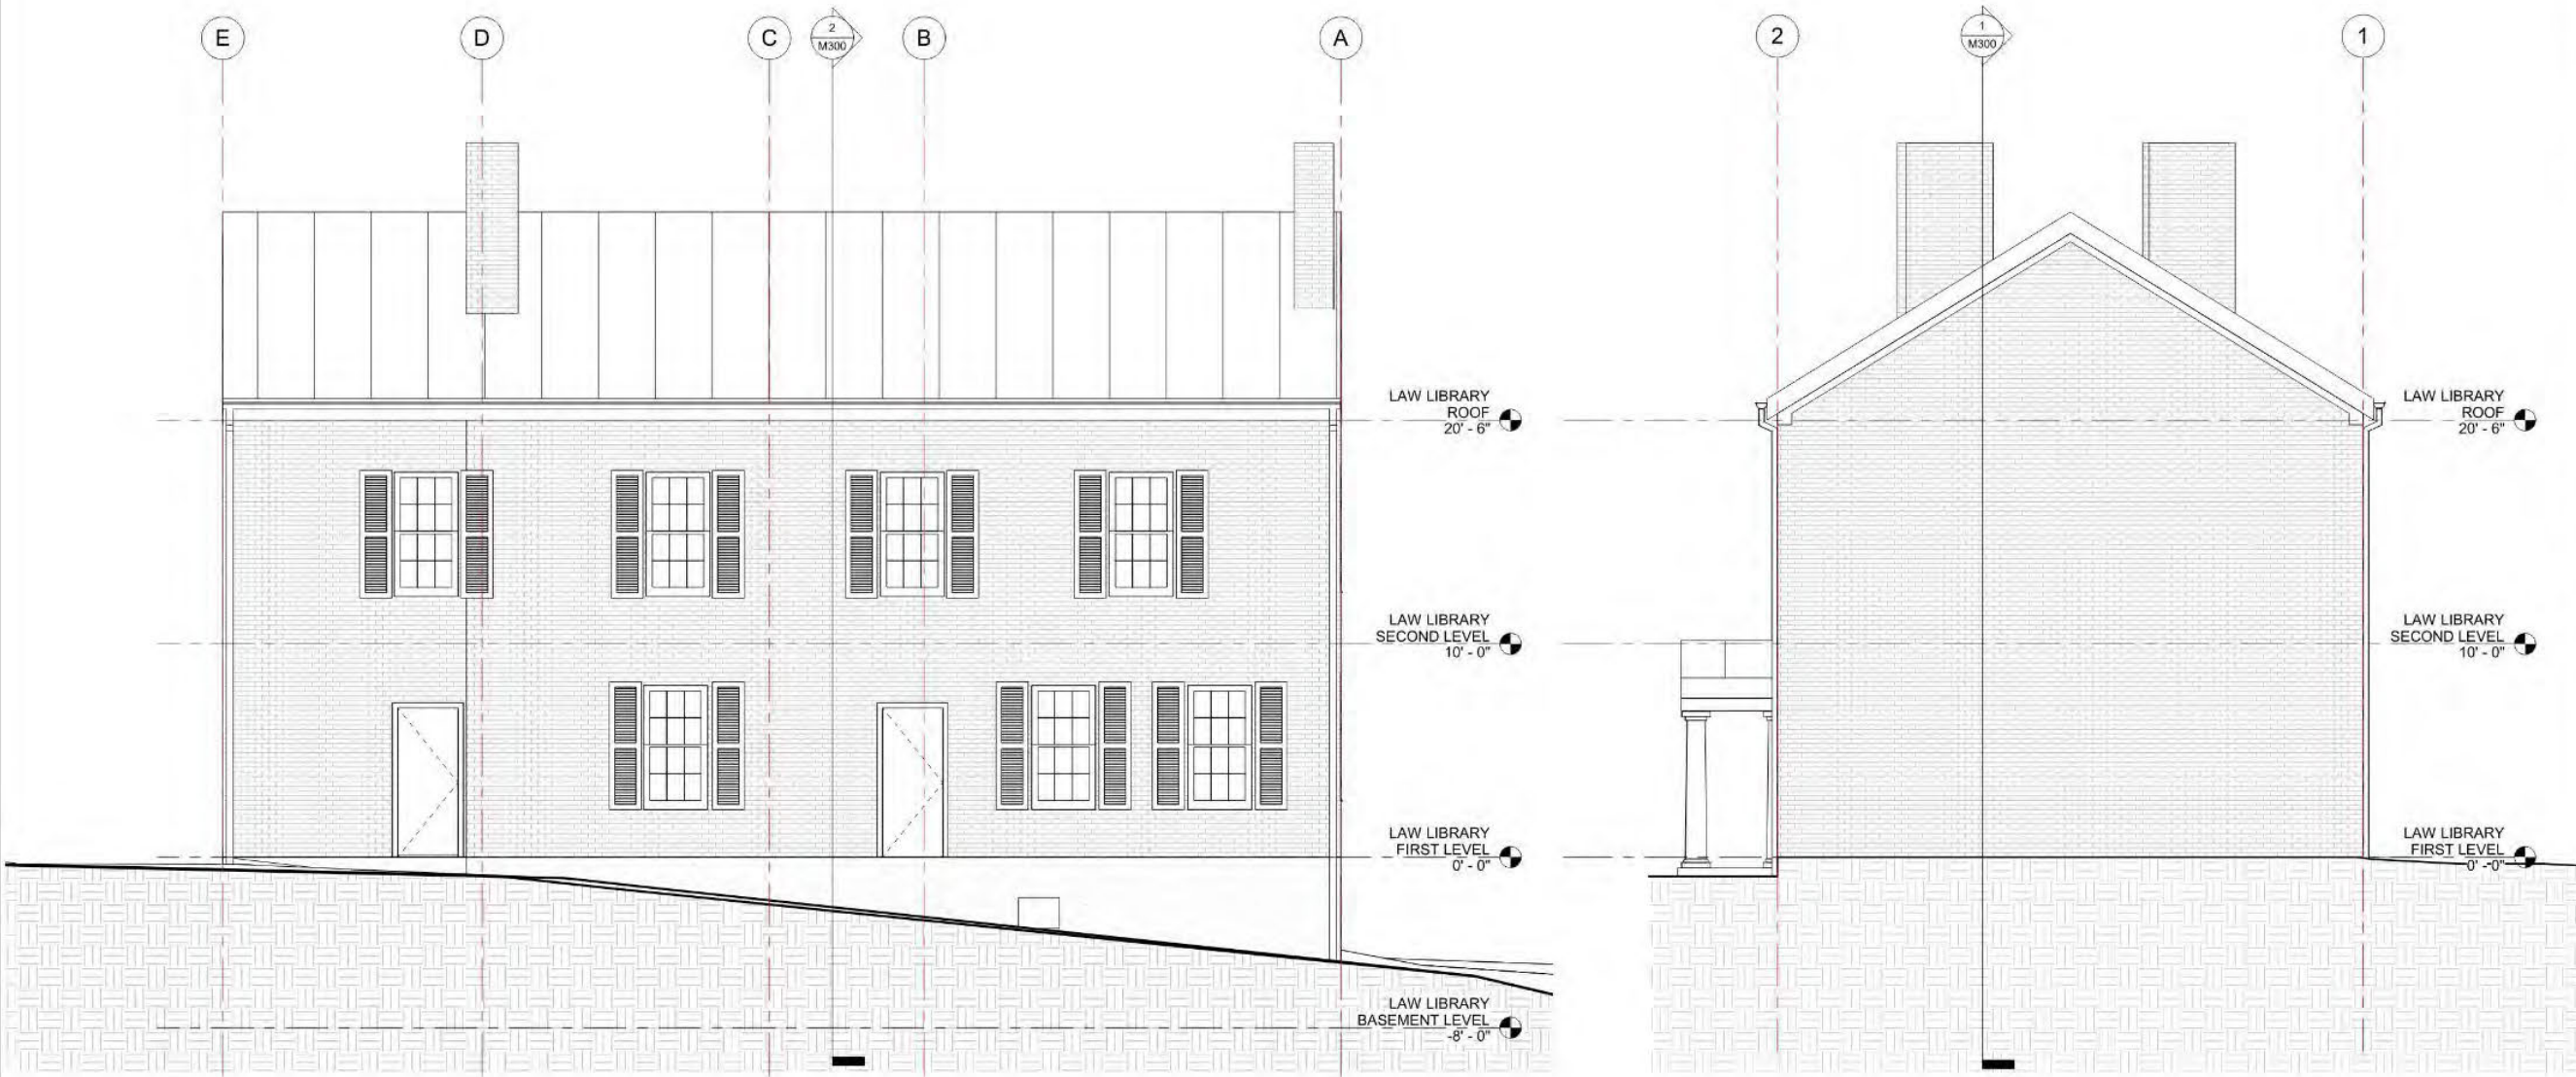 E
D
C
2
M300
B
A
2
1
M300
1
LAW LIBRARY
ROOF
20' - 6"
LAW LIBRARY
SECOND LEVEL
10' - 0"
LAW LIBRARY
FIRST LEVEL
0' - 0"
LAW LIBRARY
BASEMENT LEVEL
-8' - 0"
LAW LIBRARY
ROOF
20' - 6"
LAW LIBRARY
SECOND LEVEL
10' - 0"
LAW LIBRARY
FIRST LEVEL
0' - 0"